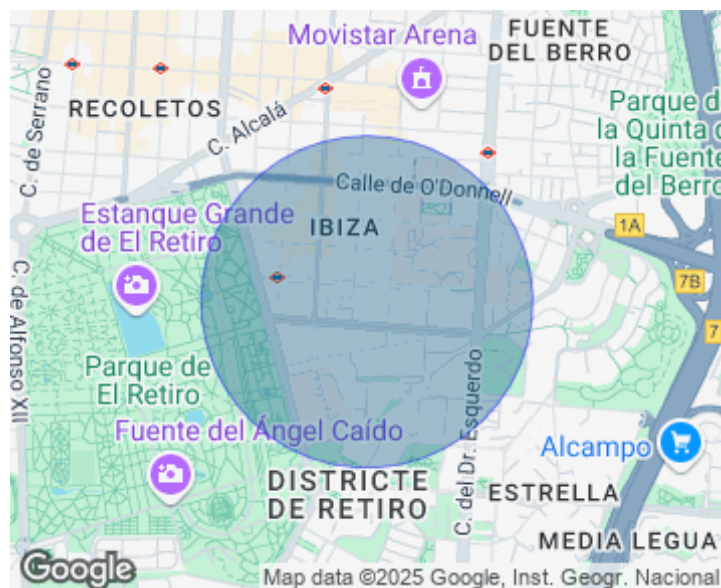 Movistar Arena
FUENTE
DEL BERRO
RECOLETOS
C. de Serrano
C. Alcalá
Parque d
la Quinta d
la Fuente
del Berro
Calle de O'Donnell
Estanque Grande
de El Retiro
IBIZA
1A
7B
7
C. de Alfonso XII
Parque de
El Retiro
Fuente del Ángel Caído
C. del Dr. Esquerdo
Alcampo
DISTRICTE
DE RETIRO
ESTRELLA
MEDIA LEGUA
Google
Map data ©2025 Google, Inst. Geogr. Nacional